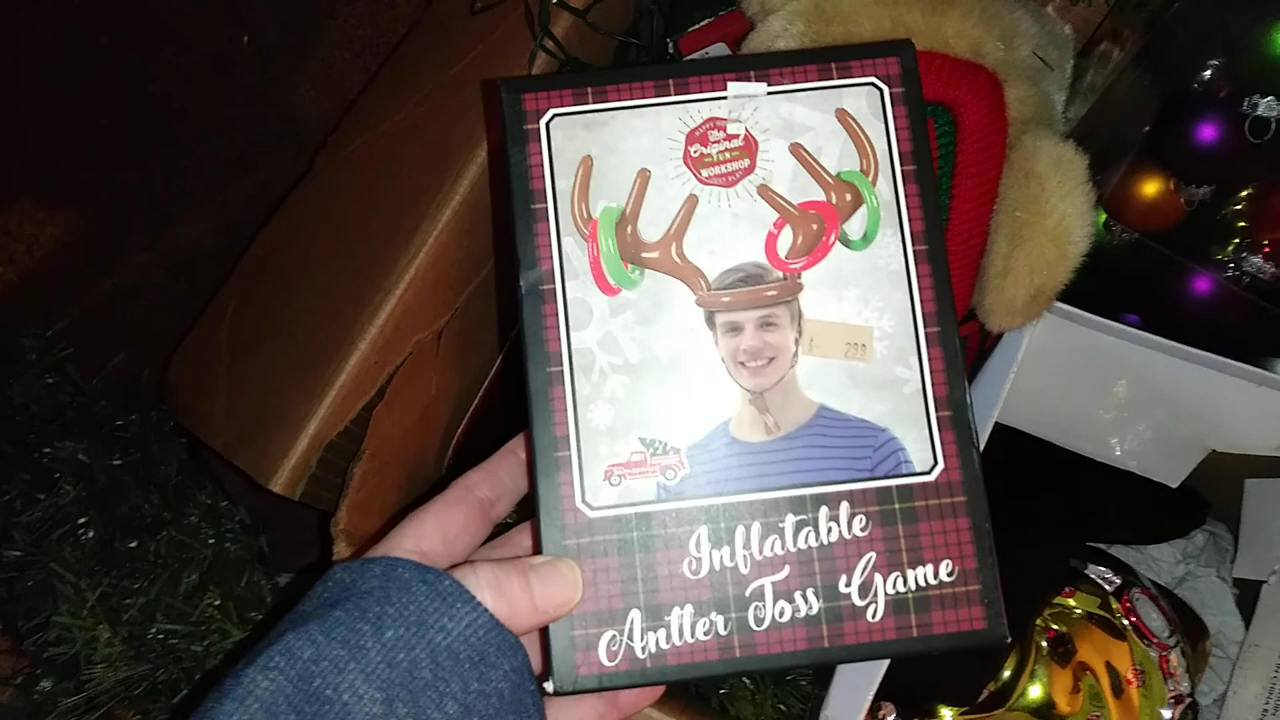 The
Original
FUN
WORKSHOP
299
Inflatable
Antler Toss Game